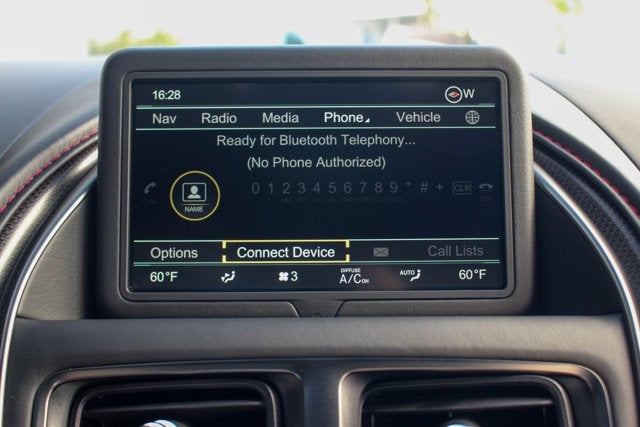 16:28 W
Nav Radio Media Phone Vehicle
Ready for Bluetooth Telephony...
(No Phone Authorized)
0 1 2 3 4 5 6 7 8 9 * # + CLR
NAME
Options Connect Device Call Lists
60°F 3 DIFFUSE A/C ON AUTO 60°F